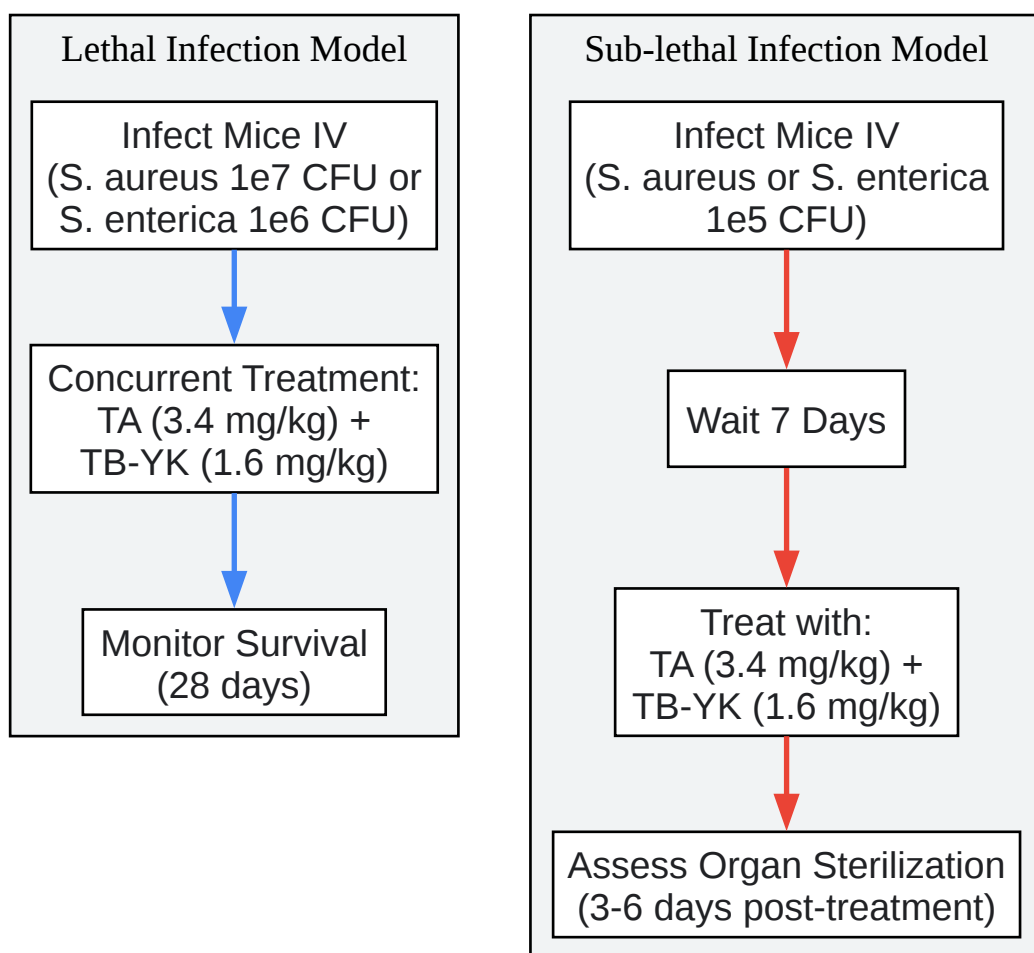 Lethal Infection Model
Infect Mice IV
(S. aureus 1e7 CFU or
S. enterica 1e6 CFU)
Concurrent Treatment:
TA (3.4 mg/kg) +
TB-YK (1.6 mg/kg)
Monitor Survival
(28 days)
Sub-lethal Infection Model
Infect Mice IV
(S. aureus or S. enterica
1e5 CFU)
Wait 7 Days
Treat with:
TA (3.4 mg/kg) +
TB-YK (1.6 mg/kg)
Assess Organ Sterilization
(3-6 days post-treatment)